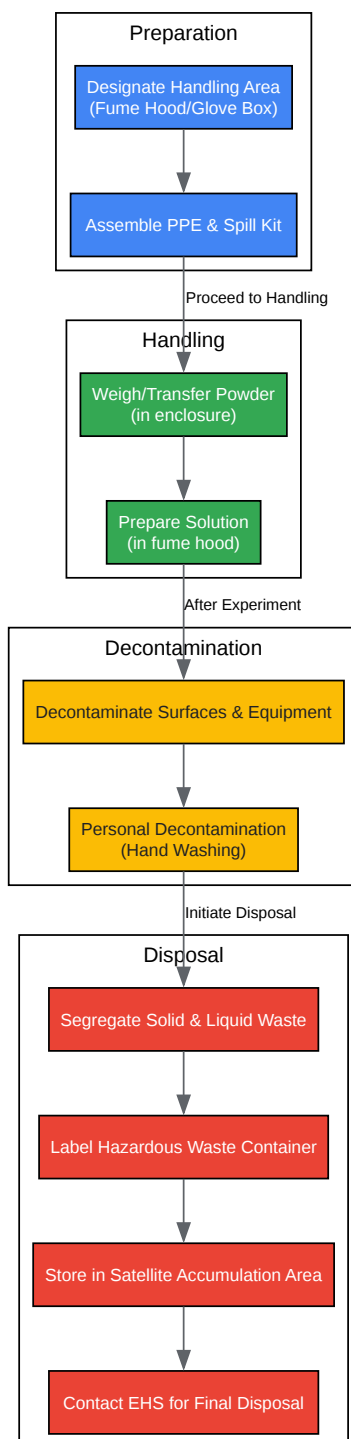 Preparation
Designate Handling Area
(Fume Hood/Glove Box)
Assemble PPE & Spill Kit
Proceed to Handling
Handling
Weigh/Transfer Powder
(in enclosure)
Prepare Solution
(in fume hood)
After Experiment
Decontamination
Decontaminate Surfaces & Equipment
Personal Decontamination
(Hand Washing)
Initiate Disposal
Disposal
Segregate Solid & Liquid Waste
Label Hazardous Waste Container
Store in Satellite Accumulation Area
Contact EHS for Final Disposal